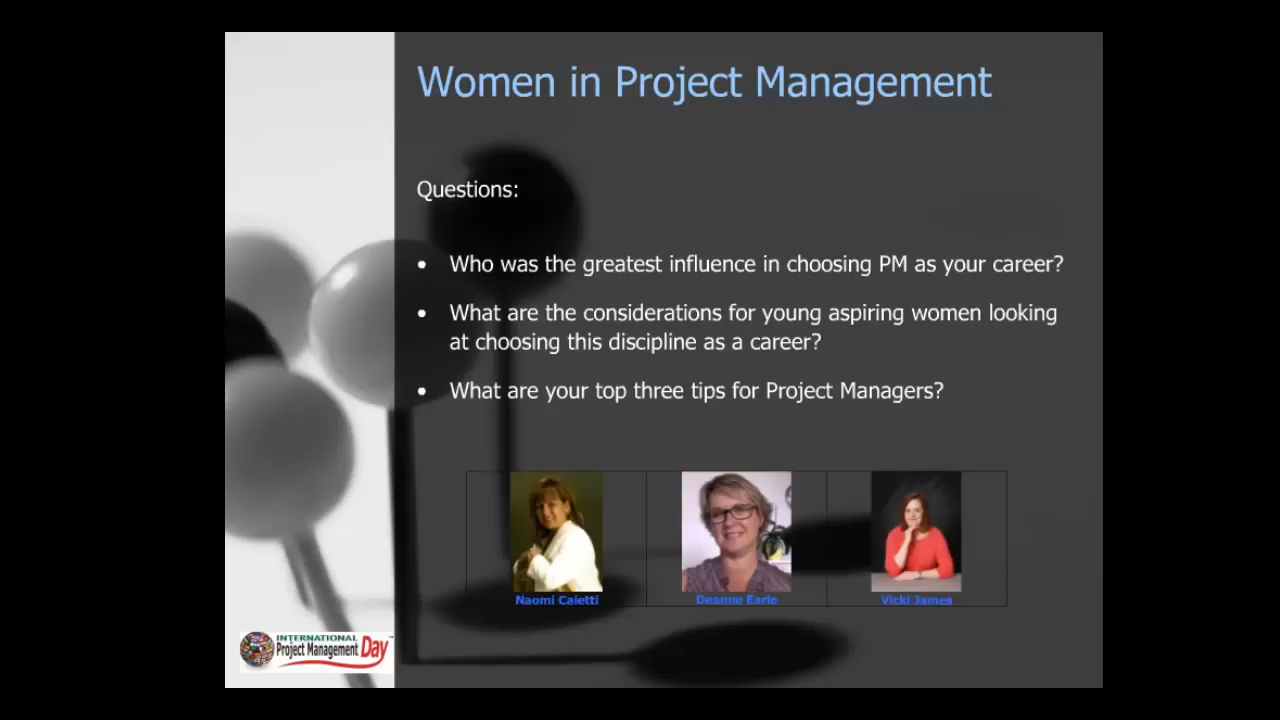 Women in Project Management
Questions:
• Who was the greatest influence in choosing PM as your career?
• What are the considerations for young aspiring women looking
at choosing this discipline as a career?
• What are your top three tips for Project Managers?
Naomi Caietti
Deanne Earle
Vicki James
INTERNATIONAL
Project Management Day